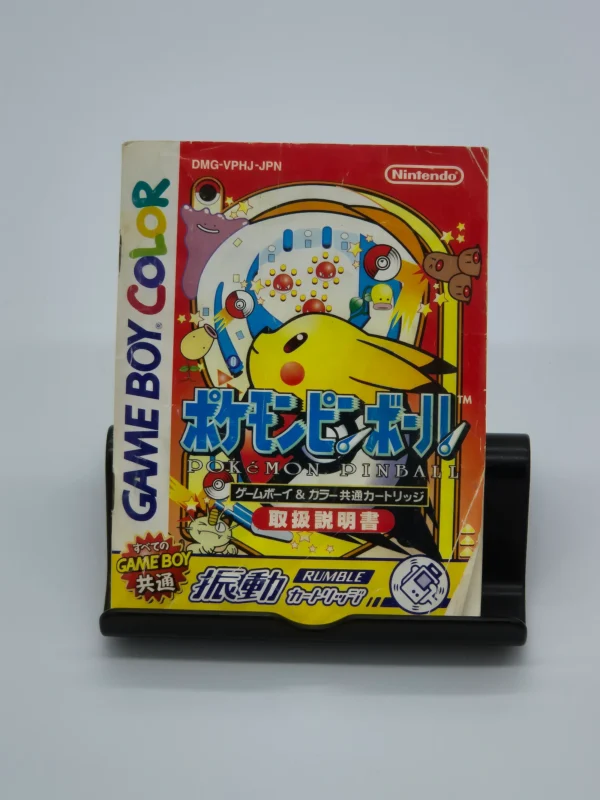 DMG-VPHJ-JPN
Nintendo
GAME BOY COLOR
ポケモンピンボール TM
POKéMON PINBALL
ゲームボーイ & カラー共通カートリッジ
取扱説明書
すべての
GAME BOY
共通
振動 RUMBLE
カートリッジ